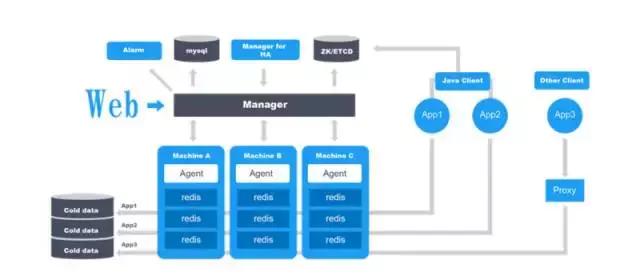 Alarm
mysql
Manager for
HA
ZK/ETCD
Java Client
Dther Client
Web
Manager
App1
App2
App3
Machine A
Machine B
Machine C
Agent
Agent
Agent
redis
redis
redis
Proxy
Cold data
App1
redis
redis
redis
Cold data
App2
redis
redis
redis
Cold data
App3